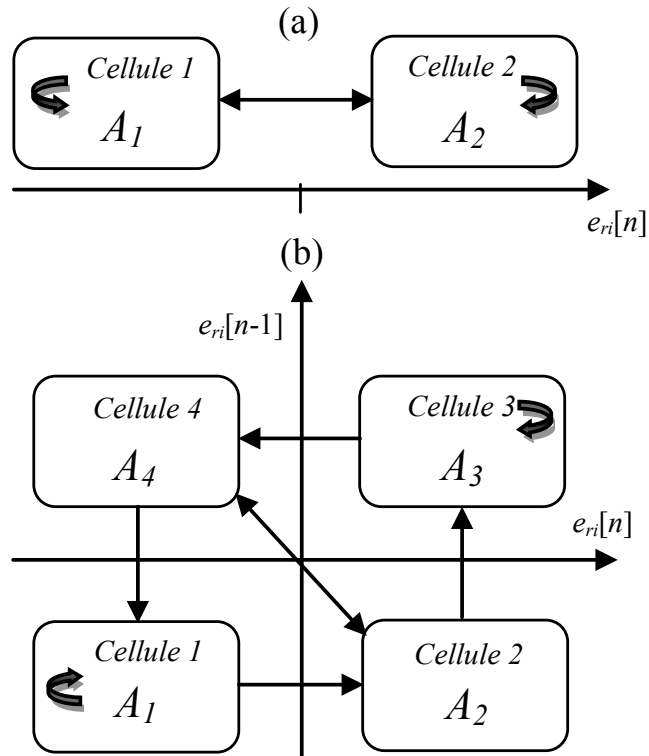 (a)
Cellule 1
A1
Cellule 2
A2
eri[n]
(b)
eri[n-1]
Cellule 4
A4
Cellule 3
A3
eri[n]
Cellule 1
A1
Cellule 2
A2